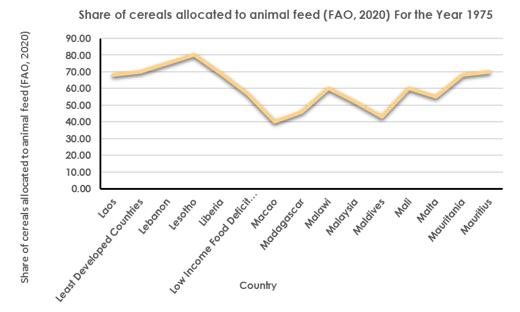 Share of cereals allocated to animal feed (FAO, 2020) For the Year 1975
Share of cereals allocated to animal feed (FAO, 2020)
90.00
80.00
70.00
60.00
50.00
40.00
30.00
20.00
10.00
0.00
Laos
Least Developed Countries
Lebanon
Lesotho
Liberia
Low Income Food Deficit...
Macao
Madagascar
Malawi
Malaysia
Maldives
Mali
Malta
Mauritania
Mauritius
Country